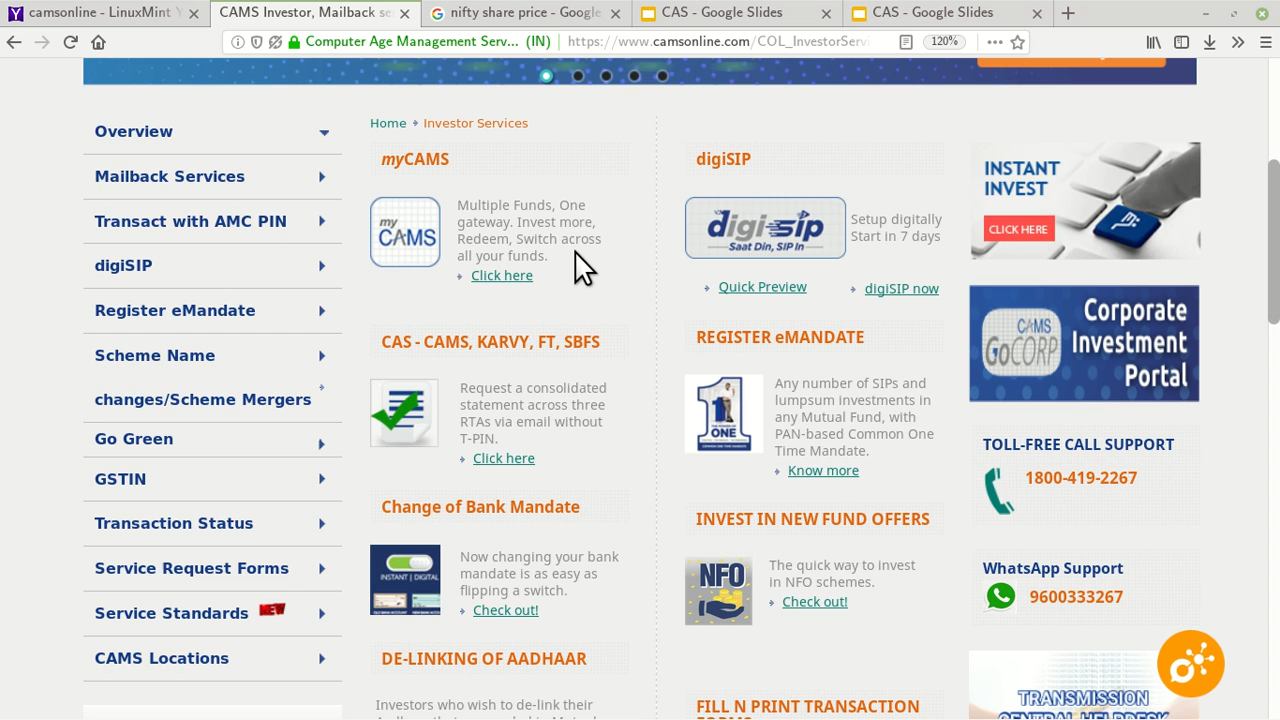 camsonline - LinuxMint Y
CAMS Investor, Mailback se
nifty share price - Google
CAS - Google Slides
CAS - Google Slides
Computer Age Management Serv... (IN)
https://www.camsonline.com/COL_InvestorServi
120%
Overview
Mailback Services
Transact with AMC PIN
digiSIP
Register eMandate
Scheme Name
changes/Scheme Mergers
Go Green
GSTIN
Transaction Status
Service Request Forms
Service Standards NEW
CAMS Locations
Home Investor Services
myCAMS
my
CAMS
Multiple Funds, One
gateway. Invest more,
Redeem, Switch across
all your funds.
Click here
CAS - CAMS, KARVY, FT, SBFS
Request a consolidated
statement across three
RTAs via email without
T-PIN.
Click here
Change of Bank Mandate
INSTANT | DIGITAL
Now changing your bank
mandate is as easy as
flipping a switch.
Check out!
DE-LINKING OF AADHAAR
Investors who wish to de-link their
digiSIP
digi-sip
Saat Din, SIP In
Setup digitally
Start in 7 days
Quick Preview
digiSIP now
REGISTER eMANDATE
1
Any number of SIPs and
lumpsum investments in
any Mutual Fund, with
PAN-based Common One
Time Mandate.
Know more
INVEST IN NEW FUND OFFERS
NFO
The quick way to invest
in NFO schemes.
Check out!
FILL N PRINT TRANSACTION
FORMS
INSTANT
INVEST
CLICK HERE
CAMS
GoCORP
Corporate
Investment
Portal
TOLL-FREE CALL SUPPORT
1800-419-2267
WhatsApp Support
9600333267
TRANSMISSION
CENTRAL HELPDESK